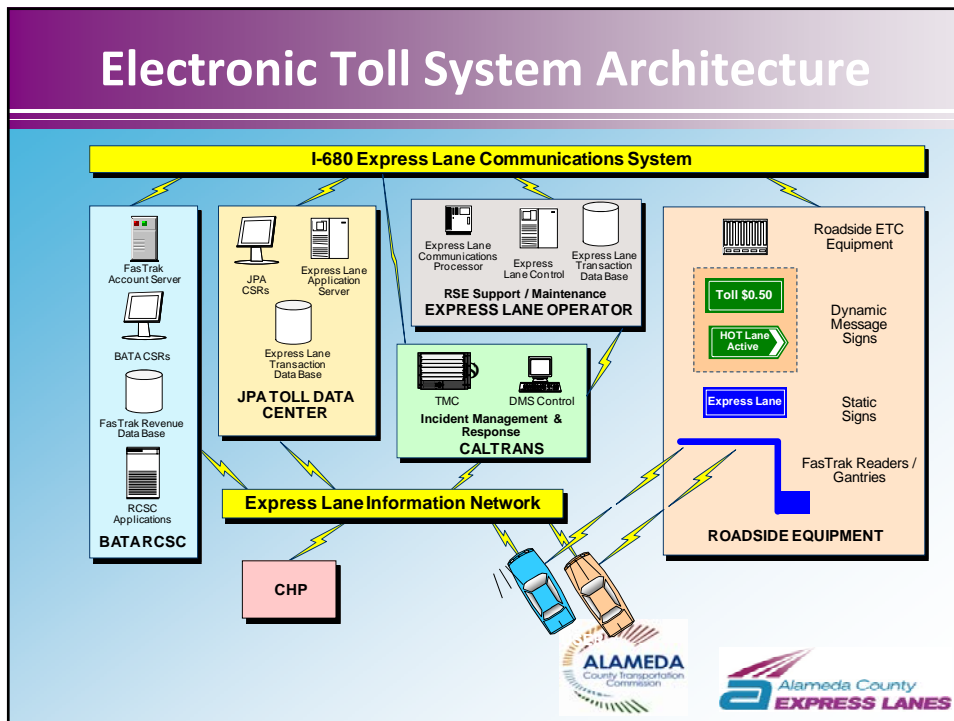 Electronic Toll System Architecture
I-680 Express Lane Communications System
FasTrak
Account Server
BATA CSRs
FasTrak Revenue
Data Base
RCSC
Applications
BATA RCSC
JPA
CSRs
Express Lane
Application
Server
Express Lane
Transaction
Data Base
JPA TOLL DATA
CENTER
Express Lane
Communications
Processor
Express
Lane Control
Express Lane
Transaction
Data Base
RSE Support / Maintenance
EXPRESS LANE OPERATOR
TMC
DMS Control
Incident Management &
Response
CALTRANS
Roadside ETC
Equipment
Toll $0.50
HOT Lane
Active
Dynamic
Message
Signs
Express Lane
Static
Signs
FasTrak Readers /
Gantries
ROADSIDE EQUIPMENT
Express Lane Information Network
CHP
ALAMEDA
County Transportation
Commission
Alameda County
EXPRESS LANES